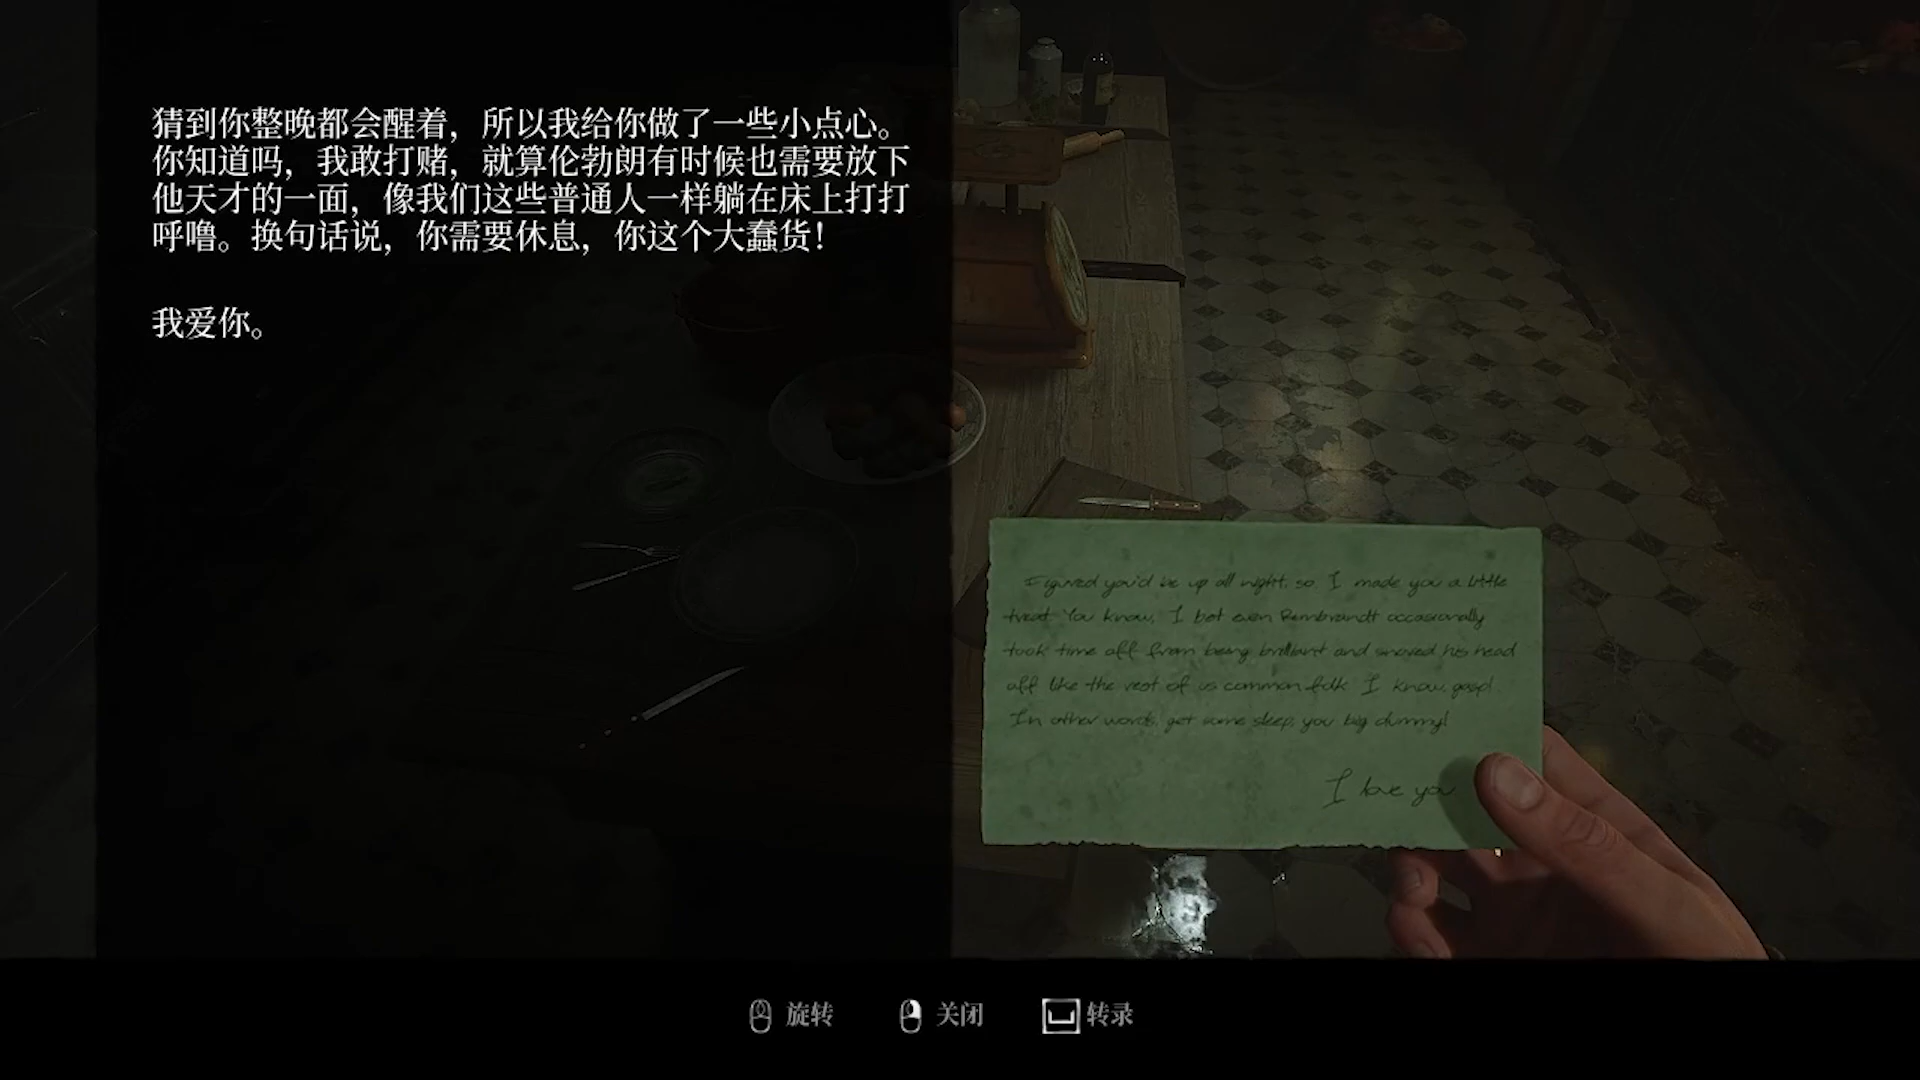 猜到你整晚都会醒着，所以我给你做了一些小点心。
你知道吗，我敢打赌，就算伦勃朗有时候也需要放下
他天才的一面，像我们这些普通人一样躺在床上打打
呼噜。换句话说，你需要休息，你这个大蠢货！
我爱你。
Figured you'd be up all night, so I made you a little
treat. You know, I bet even Rembrandt occasionally
took time off from being brilliant and snored his head
off like the rest of us common folk. I know, gasp!
In other words, get some sleep, you big dummy!
I love you
旋转 关闭 转录